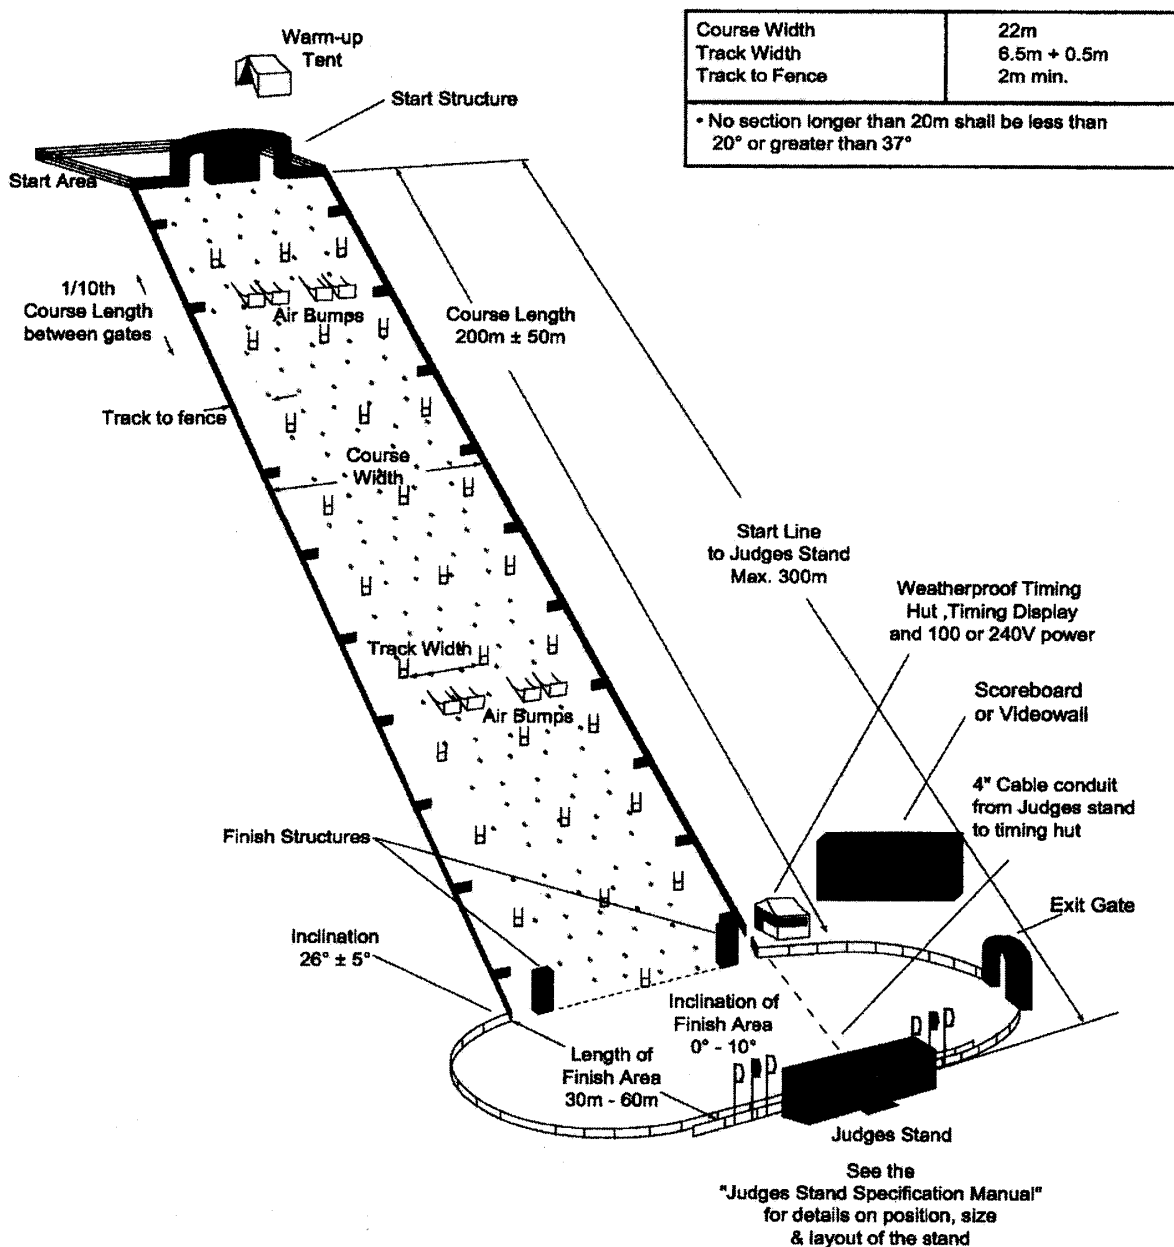 Warm-up
Tent
Start Structure
Start Area
Course Width 22m
Track Width 6.5m + 0.5m
Track to Fence 2m min.
• No section longer than 20m shall be less than
20° or greater than 37°
1/10th
Course Length
between gates
Air Bumps
Course Length
200m ± 50m
Track to fence
Course
Width
Start Line
to Judges Stand
Max. 300m
Weatherproof Timing
Hut ,Timing Display
and 100 or 240V power
Track Width
Air Bumps
Scoreboard
or Videowall
4" Cable conduit
from Judges stand
to timing hut
Finish Structures
Exit Gate
Inclination
26° ± 5°
Inclination of
Finish Area
0° - 10°
Length of
Finish Area
30m - 60m
Judges Stand
See the
"Judges Stand Specification Manual"
for details on position, size
& layout of the stand